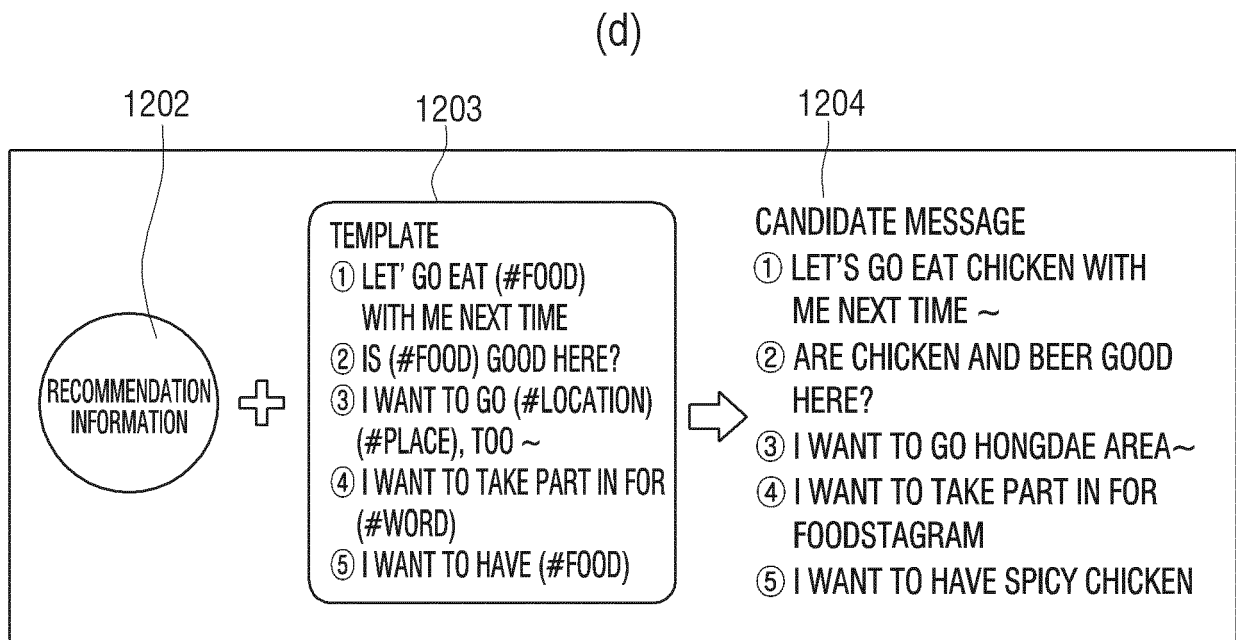 (d)
1202
1203
1204
RECOMMENDATION
INFORMATION
TEMPLATE
① LET' GO EAT (#FOOD)
WITH ME NEXT TIME
② IS (#FOOD) GOOD HERE?
③ I WANT TO GO (#LOCATION)
(#PLACE), TOO ~
④ I WANT TO TAKE PART IN FOR
(#WORD)
⑤ I WANT TO HAVE (#FOOD)
CANDIDATE MESSAGE
① LET'S GO EAT CHICKEN WITH
ME NEXT TIME ~
② ARE CHICKEN AND BEER GOOD
HERE?
③ I WANT TO GO HONGDAE AREA~
④ I WANT TO TAKE PART IN FOR
FOODSTAGRAM
⑤ I WANT TO HAVE SPICY CHICKEN